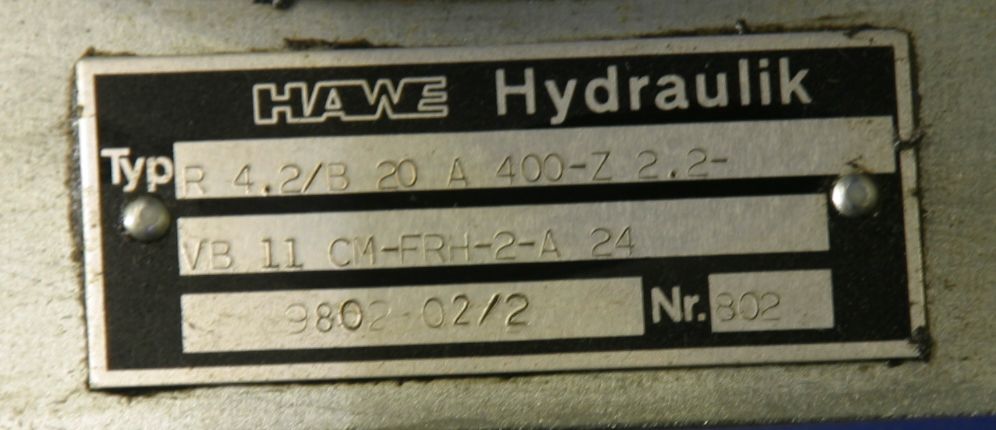 HAWE Hydraulik
Typ R 4.2/B 20 A 400-Z 2.2-
VB 11 CM-FRH-2-A 24
9802 02/2 Nr. 802